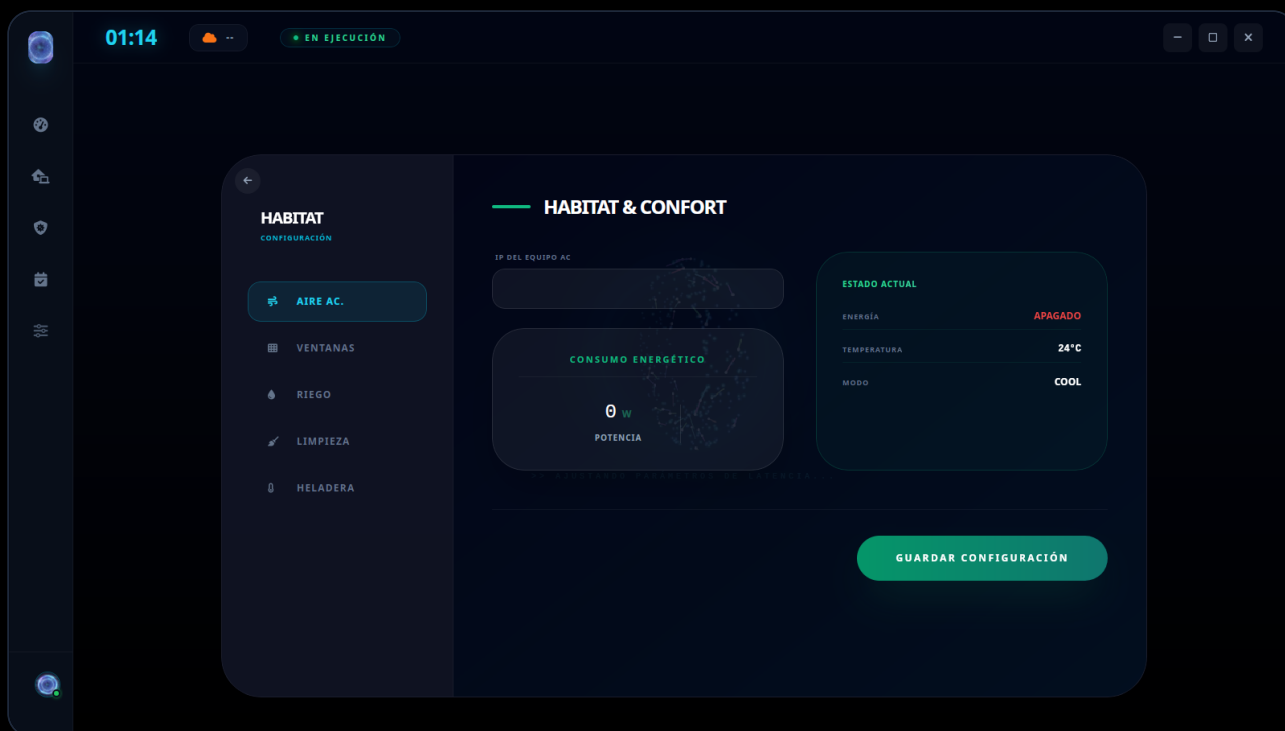 01:14
--
EN EJECUCIÓN
HABITAT
CONFIGURACIÓN
AIRE AC.
VENTANAS
RIEGO
LIMPIEZA
HELADERA
HABITAT & CONFORT
IP DEL EQUIPO AC
CONSUMO ENERGÉTICO
0 W
POTENCIA
ESTADO ACTUAL
ENERGÍA APAGADO
TEMPERATURA 24°C
MODO COOL
GUARDAR CONFIGURACIÓN